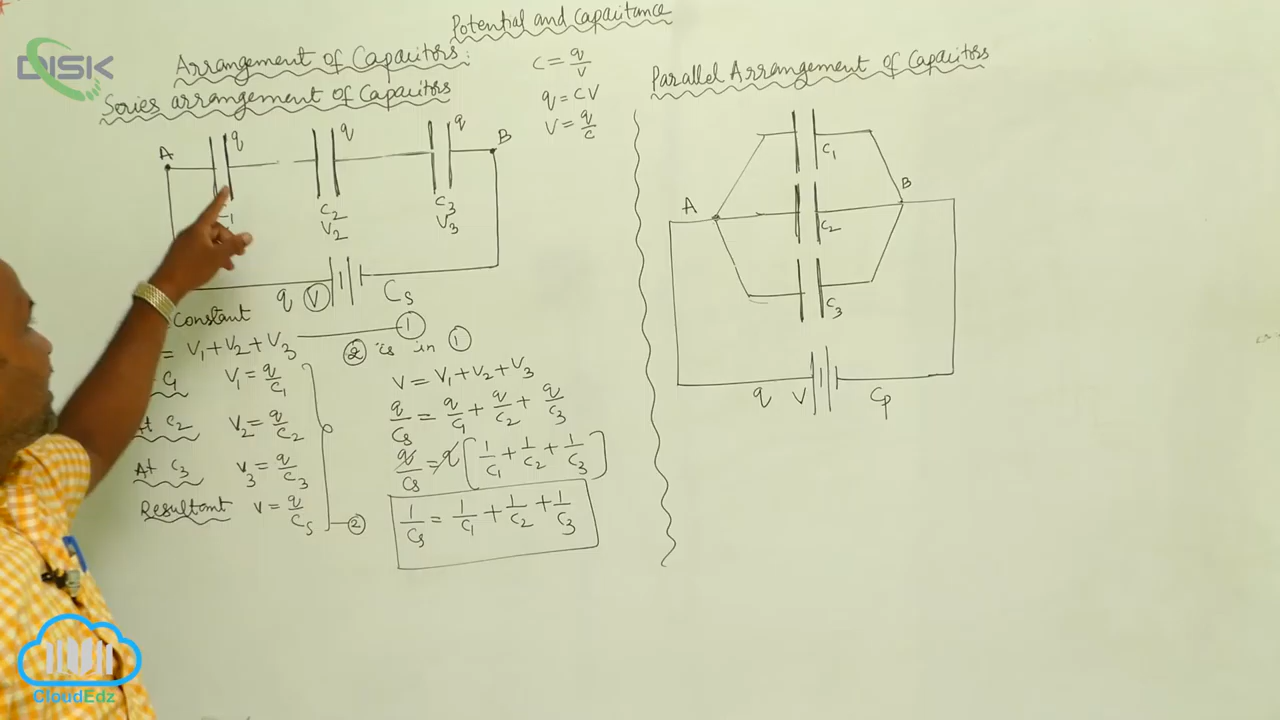 Potential and Capacitance
DISK
Arrangement of Capacitors:
Series arrangement of Capacitors
C = q/v
q = CV
V = q/C
A q q q B
C2 C3
V2 V3
q V Cs
Constant
= V1 + V2 + V3 ——— 1
C1 V1 = q/C1
At C2 V2 = q/C2
At C3 V3 = q/C3
Resultant V = q/Cs — 2
2 is in 1
V = V1 + V2 + V3
q/Cs = q/C1 + q/C2 + q/C3
q/Cs = q [1/C1 + 1/C2 + 1/C3]
1/Cs = 1/C1 + 1/C2 + 1/C3
Parallel Arrangement of Capacitors
C1
A B
C2
C3
q V Cp
CloudEdz